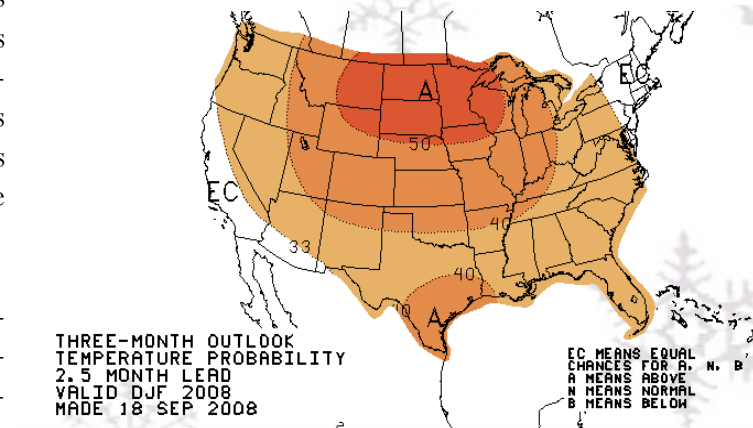 A
EC
A
50
EC
40
33
40
40
A
THREE-MONTH OUTLOOK
TEMPERATURE PROBABILITY
2.5 MONTH LEAD
VALID DJF 2008
MADE 18 SEP 2008
EC MEANS EQUAL
CHANCES FOR A, N, B
A MEANS ABOVE
N MEANS NORMAL
B MEANS BELOW